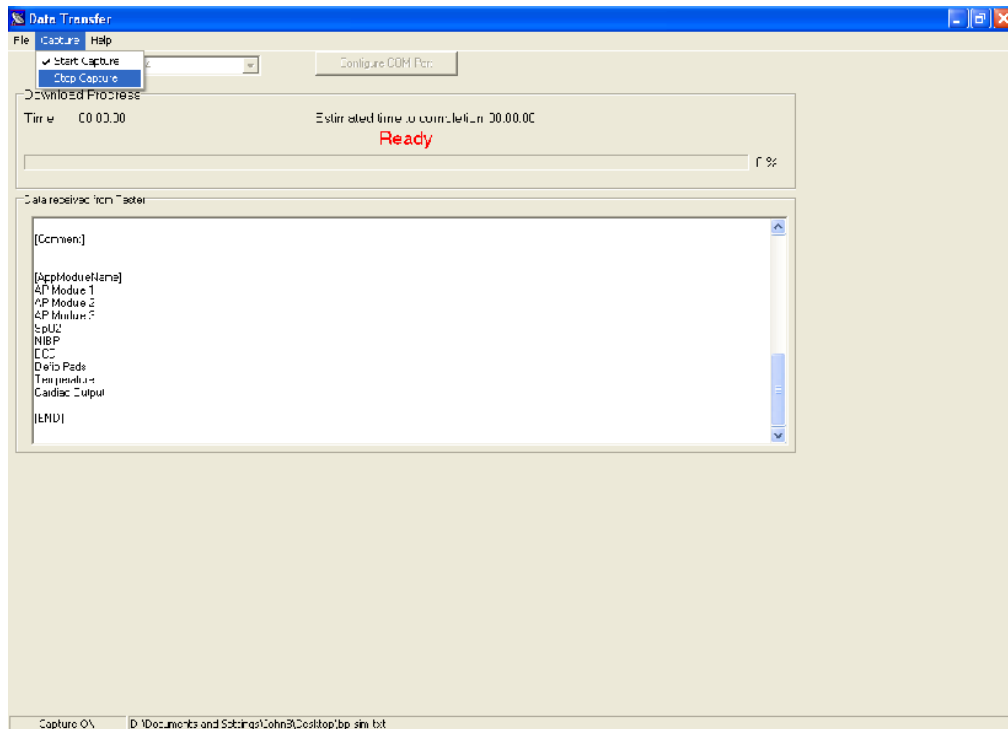 Data Transfer
File Capture Help
Start Capture
Stop Capture
Configure COM Port
Download Progress
Time 00:00:00 Estimated time to completion 00:00:00
Ready
0 %
Data received from Tester
[Comment]
[AppModuleName]
AP Module 1
AP Module 2
AP Module 3
SpO2
NIBP
ECG
Defib Pads
Temperature
Cardiac Output
[END]
Capture ON D:\Documents and Settings\JohnB\Desktop\bp sim.txt